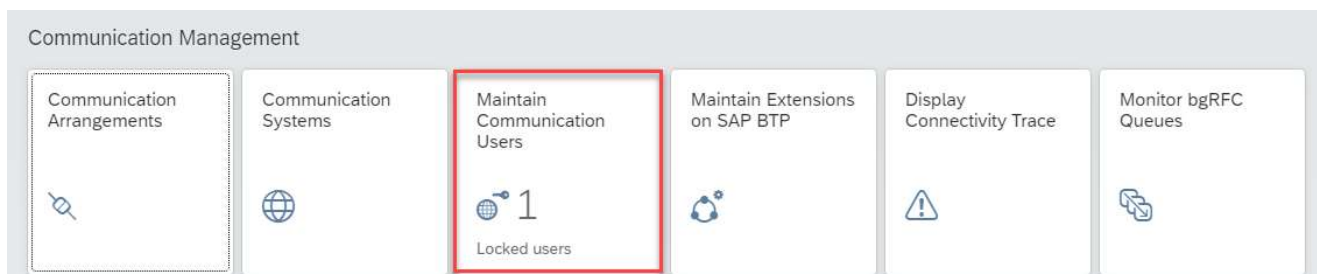 Communication Management
Communication
Arrangements
Communication
Systems
Maintain
Communication
Users
1
Locked users
Maintain Extensions
on SAP BTP
Display
Connectivity Trace
Monitor bgRFC
Queues